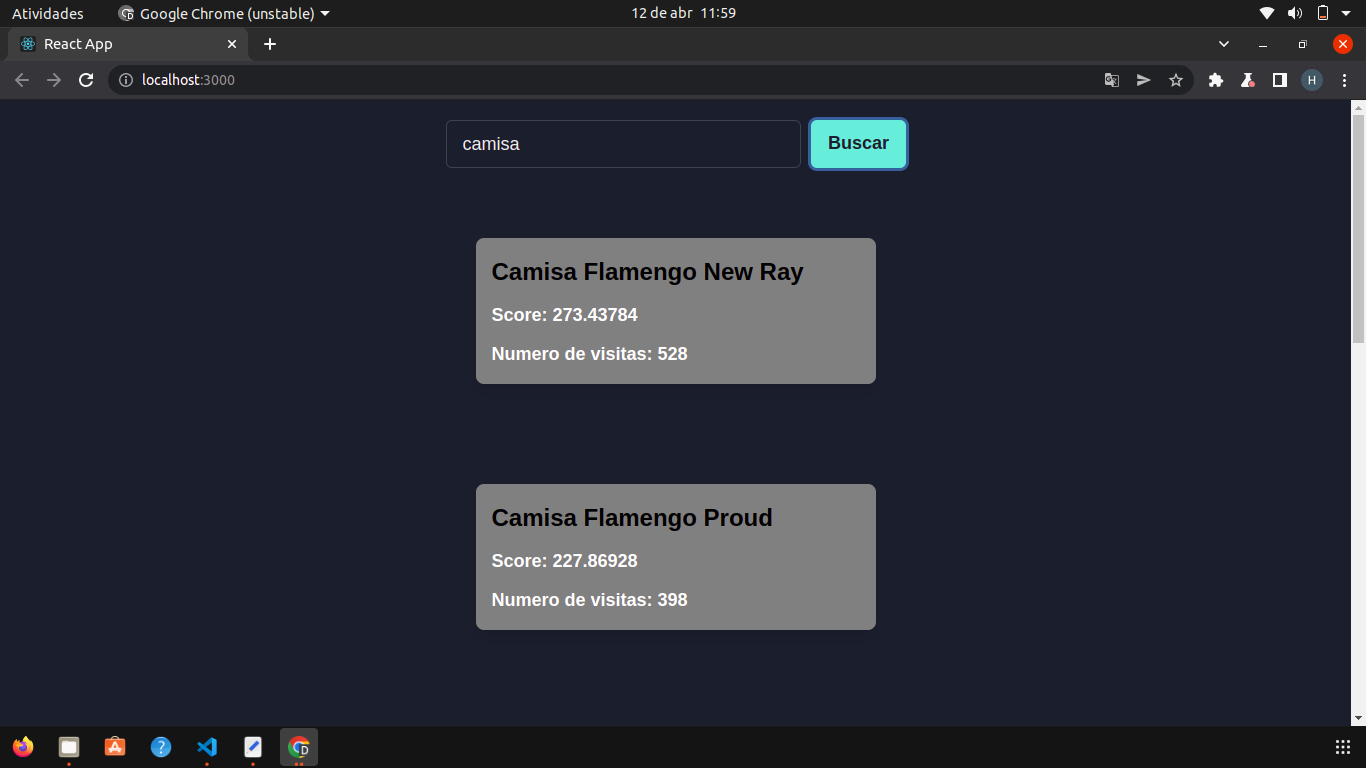 Atividades
Google Chrome (unstable)
12 de abr 11:59
React App
localhost:3000
H
camisa
Buscar
Camisa Flamengo New Ray
Score: 273.43784
Numero de visitas: 528
Camisa Flamengo Proud
Score: 227.86928
Numero de visitas: 398